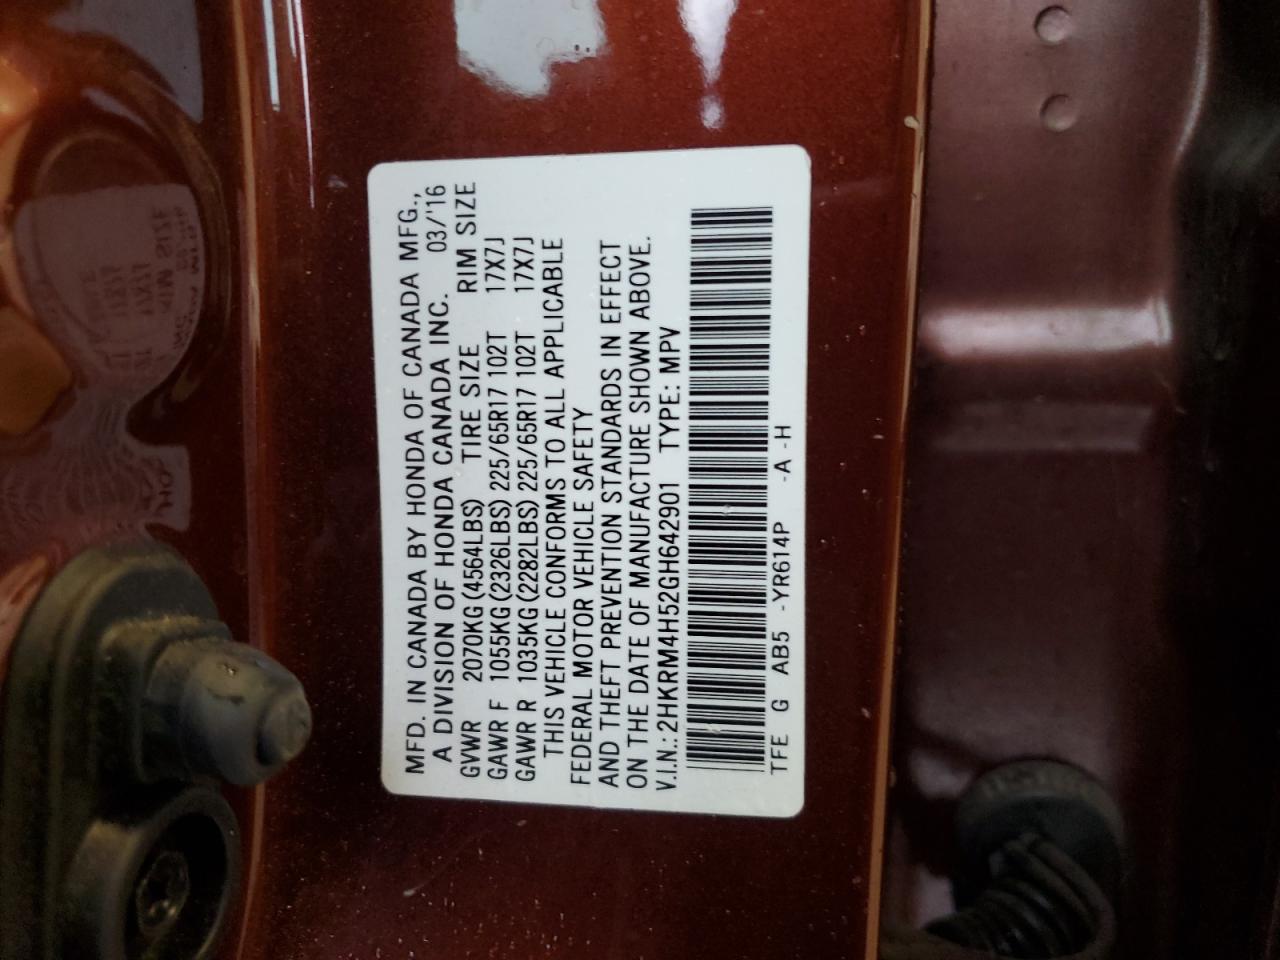 MFD. IN CANADA BY HONDA OF CANADA MFG.,
A DIVISION OF HONDA CANADA INC. 03/'16
GVWR 2070KG(4564LBS) TIRE SIZE RIM SIZE
GAWR F 1055KG(2326LBS) 225/65R17 102T 17X7J
GAWR R 1035KG(2282LBS) 225/65R17 102T 17X7J
THIS VEHICLE CONFORMS TO ALL APPLICABLE
FEDERAL MOTOR VEHICLE SAFETY
AND THEFT PREVENTION STANDARDS IN EFFECT
ON THE DATE OF MANUFACTURE SHOWN ABOVE.
V.I.N.: 2HKRM4H52GH642901 TYPE: MPV
TFE G AB5 -YR614P -A -H